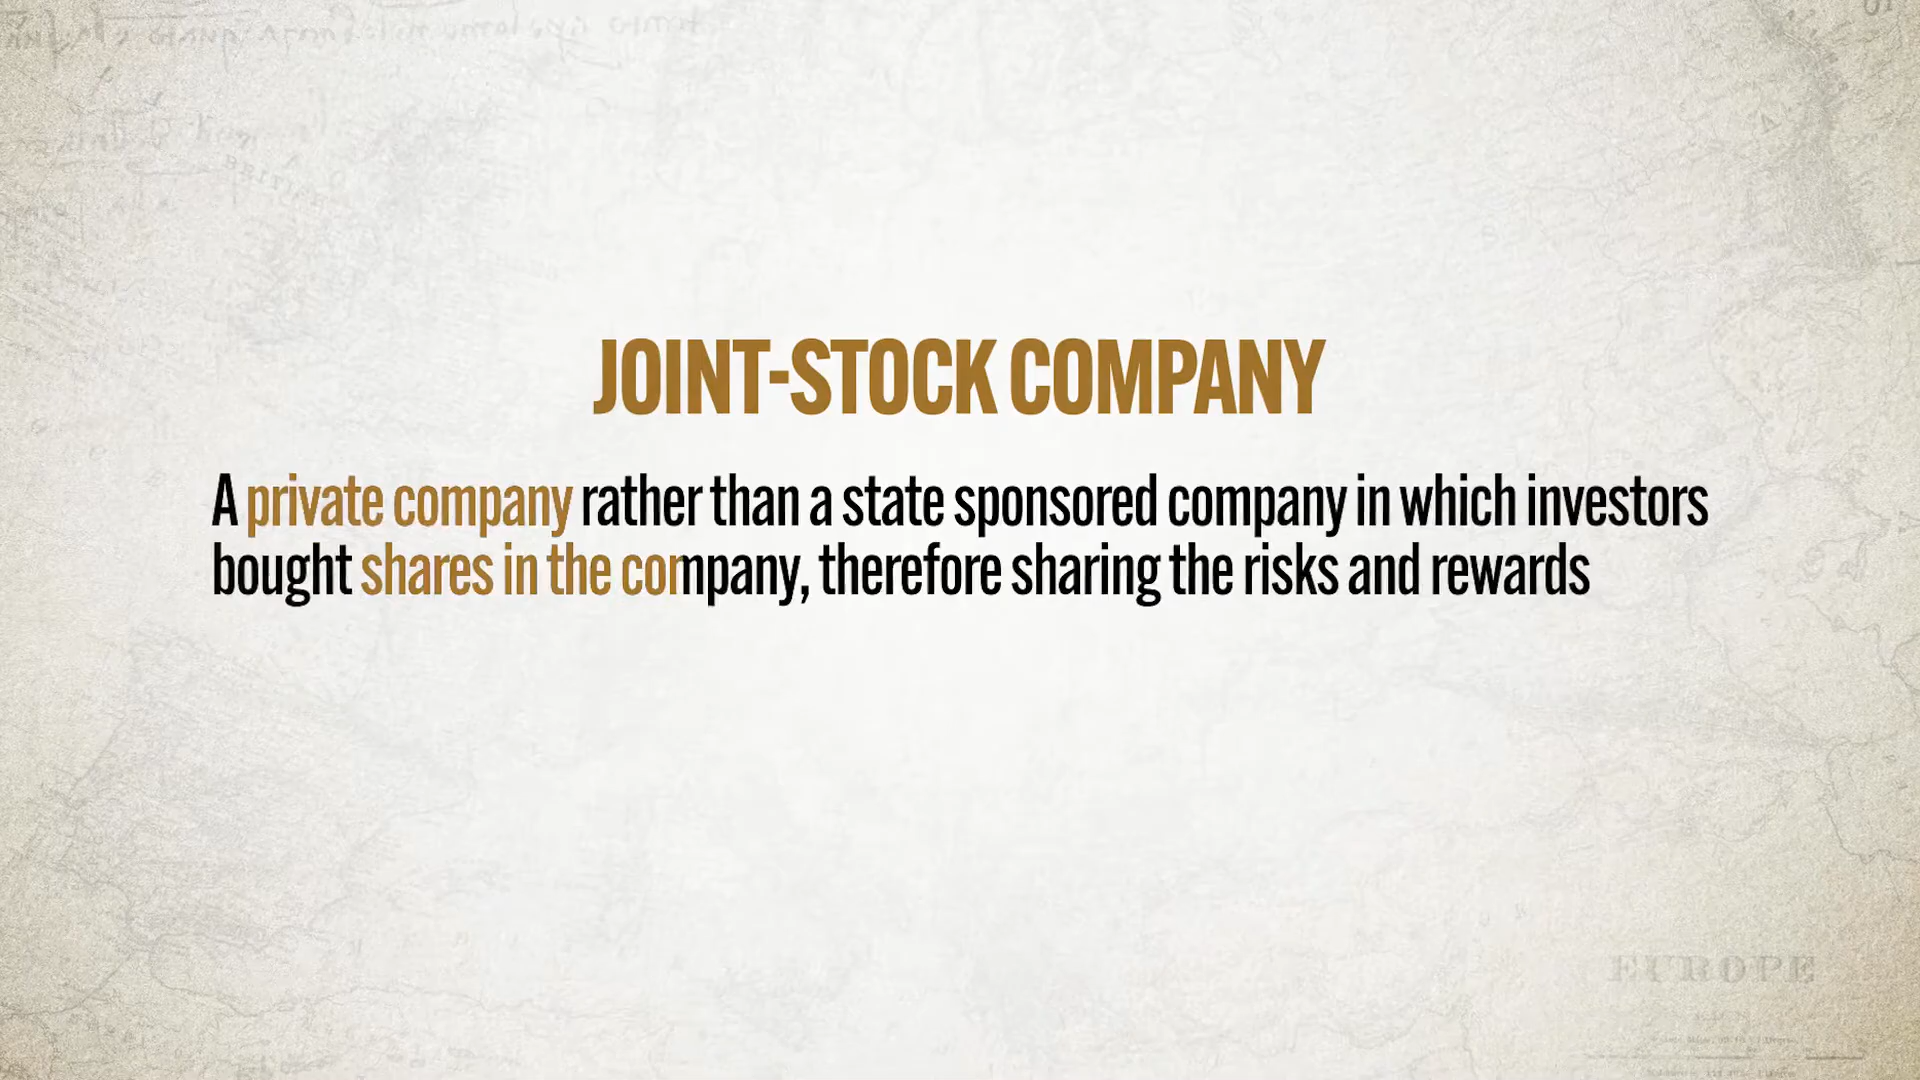 JOINT-STOCK COMPANY
A private company rather than a state sponsored company in which investors
bought shares in the company, therefore sharing the risks and rewards
EUROPE